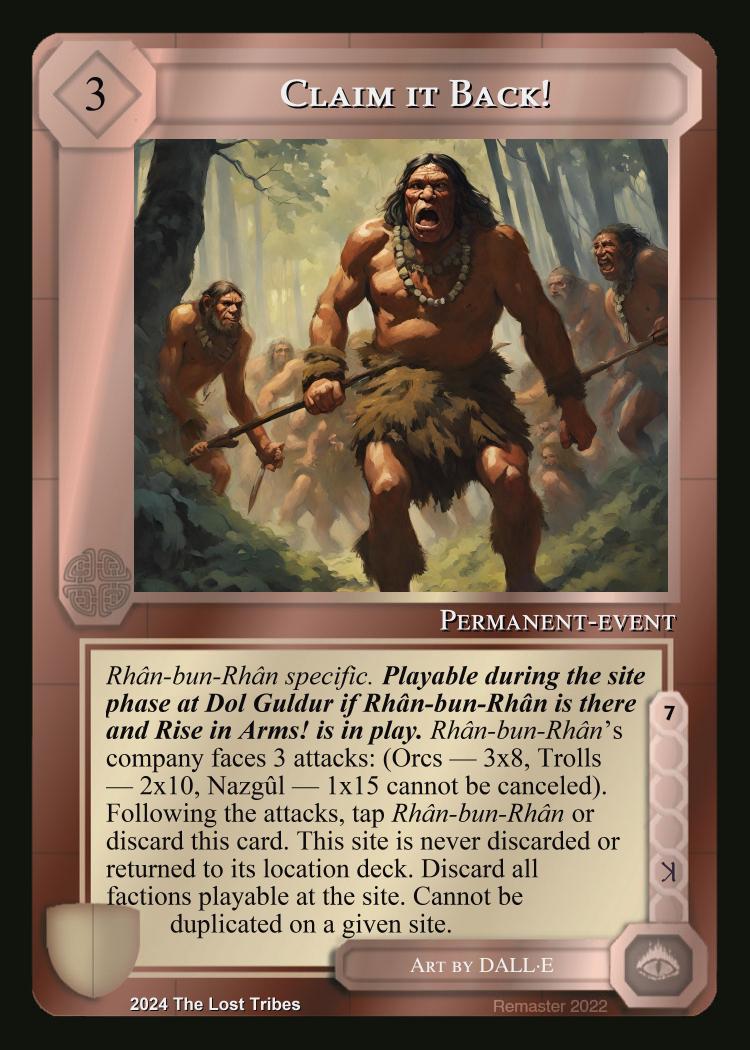 3
Claim it Back!
Permanent-event
Rhân-bun-Rhân specific. Playable during the site
phase at Dol Guldur if Rhân-bun-Rhân is there
and Rise in Arms! is in play. Rhân-bun-Rhân’s
company faces 3 attacks: (Orcs — 3x8, Trolls
— 2x10, Nazgûl — 1x15 cannot be canceled).
Following the attacks, tap Rhân-bun-Rhân or
discard this card. This site is never discarded or
returned to its location deck. Discard all
factions playable at the site. Cannot be
duplicated on a given site.
7
Art by DALL·E
2024 The Lost Tribes
Remaster 2022